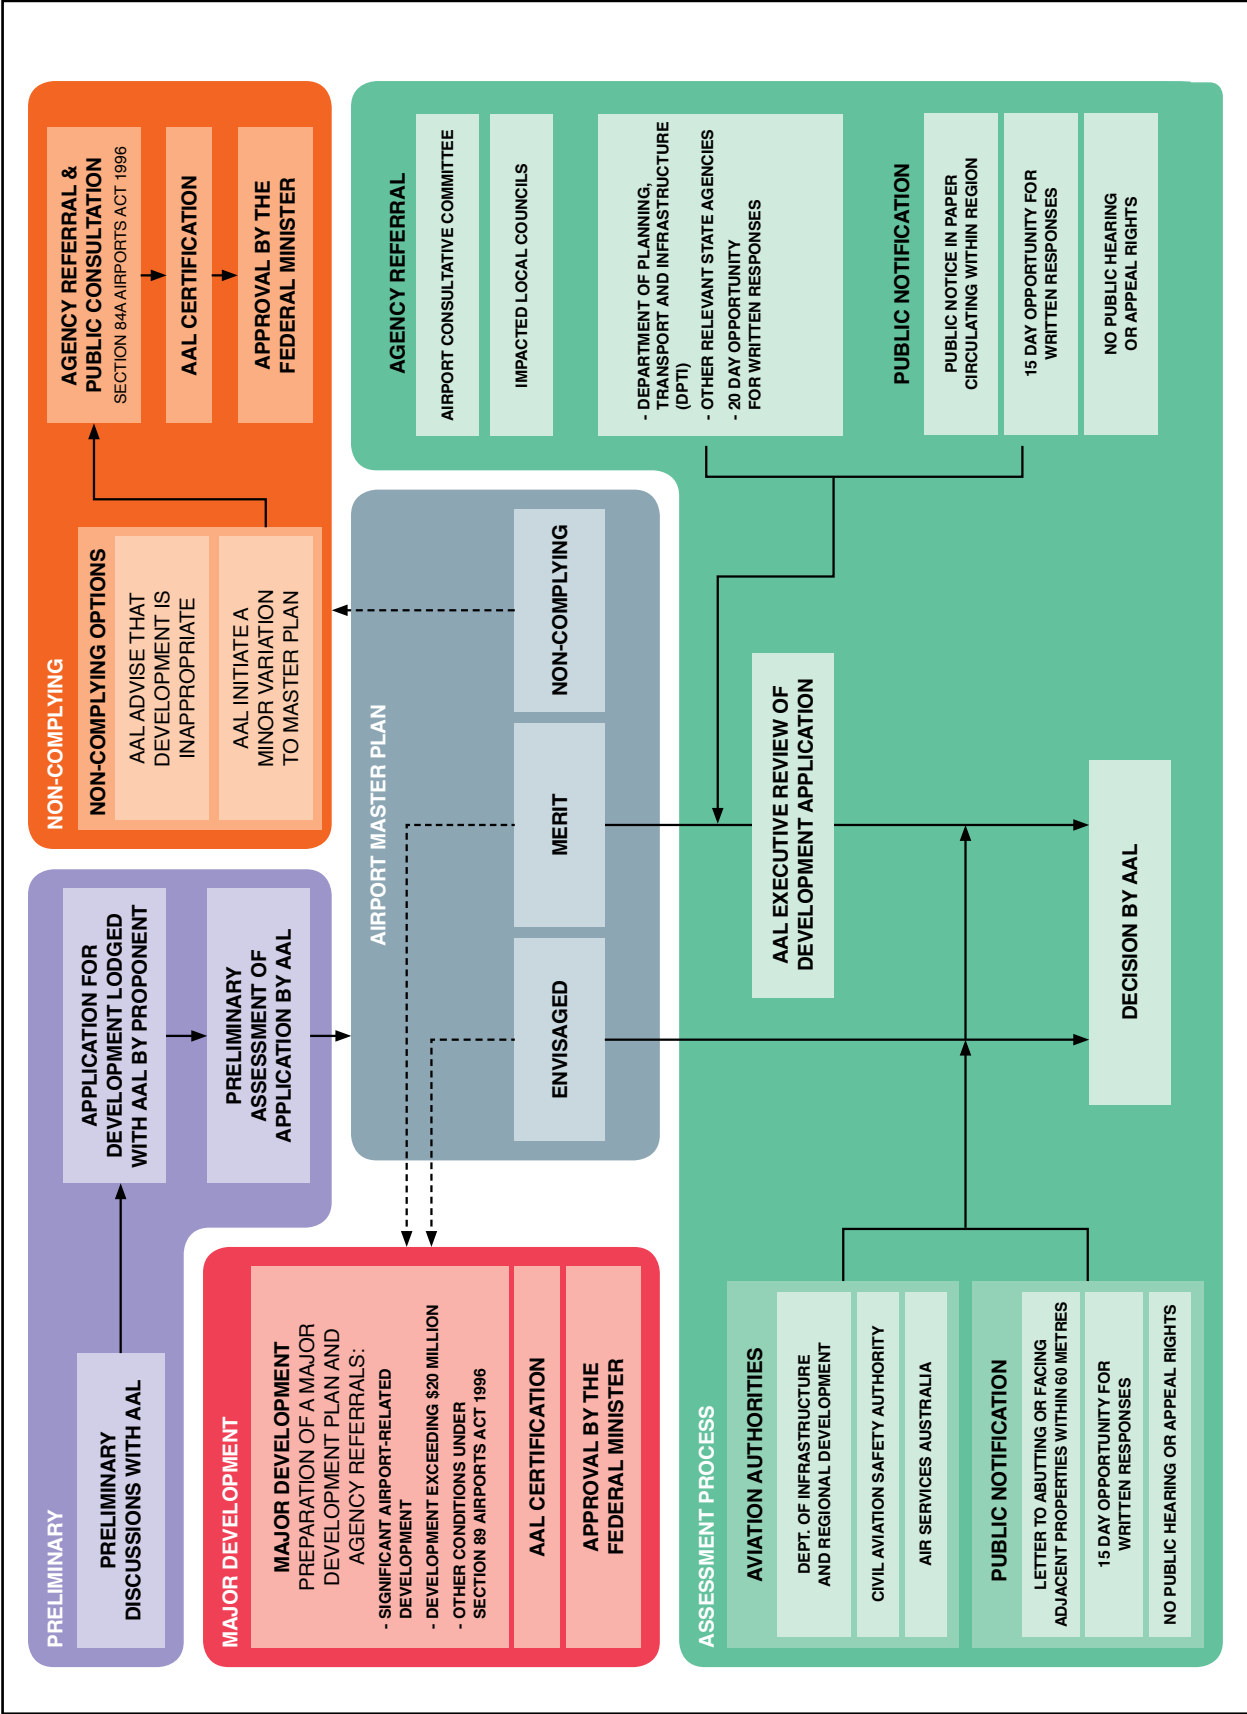 PRELIMINARY
PRELIMINARY
DISCUSSIONS WITH AAL
APPLICATION FOR
DEVELOPMENT LODGED
WITH AAL BY PROPONENT
PRELIMINARY
ASSESSMENT OF
APPLICATION BY AAL
NON-COMPLYING
NON-COMPLYING OPTIONS
AAL ADVISE THAT
DEVELOPMENT IS
INAPPROPRIATE
AAL INITIATE A
MINOR VARIATION
TO MASTER PLAN
AGENCY REFERRAL &
PUBLIC CONSULTATION
SECTION 84A AIRPORTS ACT 1996
AAL CERTIFICATION
APPROVAL BY THE
FEDERAL MINISTER
MAJOR DEVELOPMENT
MAJOR DEVELOPMENT
PREPARATION OF A MAJOR
DEVELOPMENT PLAN AND
AGENCY REFERRALS:
- SIGNIFICANT AIRPORT-RELATED
DEVELOPMENT
- DEVELOPMENT EXCEEDING $20 MILLION
- OTHER CONDITIONS UNDER
SECTION 89 AIRPORTS ACT 1996
AAL CERTIFICATION
APPROVAL BY THE
FEDERAL MINISTER
AIRPORT MASTER PLAN
ENVISAGED
MERIT
NON-COMPLYING
ASSESSMENT PROCESS
AVIATION AUTHORITIES
DEPT. OF INFRASTRUCTURE
AND REGIONAL DEVELOPMENT
CIVIL AVIATION SAFETY AUTHORITY
AIR SERVICES AUSTRALIA
PUBLIC NOTIFICATION
LETTER TO ABUTTING OR FACING
ADJACENT PROPERTIES WITHIN 60 METRES
15 DAY OPPORTUNITY FOR
WRITTEN RESPONSES
NO PUBLIC HEARING OR APPEAL RIGHTS
AAL EXECUTIVE REVIEW OF
DEVELOPMENT APPLICATION
DECISION BY AAL
AGENCY REFERRAL
AIRPORT CONSULTATIVE COMMITTEE
IMPACTED LOCAL COUNCILS
- DEPARTMENT OF PLANNING,
TRANSPORT AND INFRASTRUCTURE
(DPTI)
- OTHER RELEVANT STATE AGENCIES
- 20 DAY OPPORTUNITY
FOR WRITTEN RESPONSES
PUBLIC NOTIFICATION
PUBLIC NOTICE IN PAPER
CIRCULATING WITHIN REGION
15 DAY OPPORTUNITY FOR
WRITTEN RESPONSES
NO PUBLIC HEARING
OR APPEAL RIGHTS